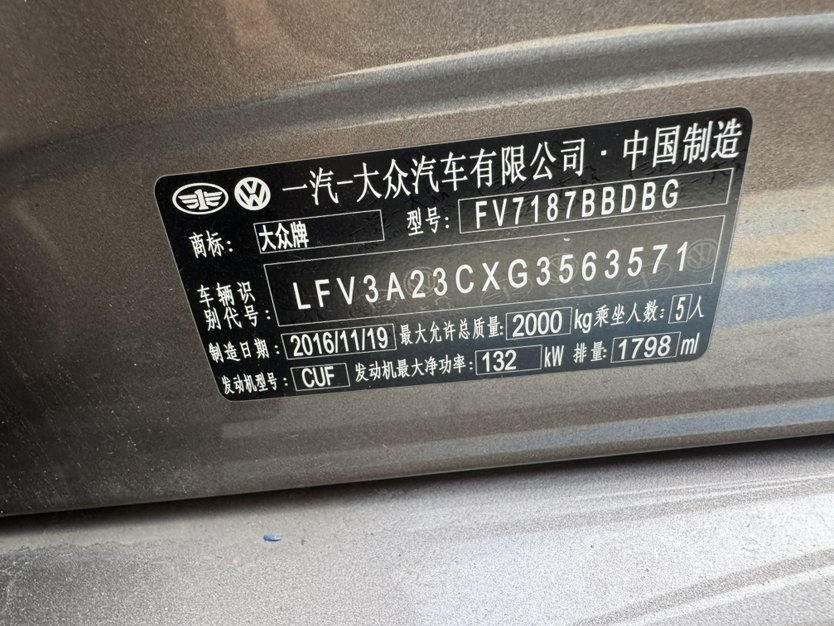 一汽-大众汽车有限公司·中国制造
商标: 大众牌 型号: FV7187BBDBG
车辆识别代号: LFV3A23CXG3563571
制造日期: 2016/11/19 最大允许总质量: 2000 kg 乘坐人数: 5 人
发动机型号: CUF 发动机最大净功率: 132 kW 排量: 1798 ml